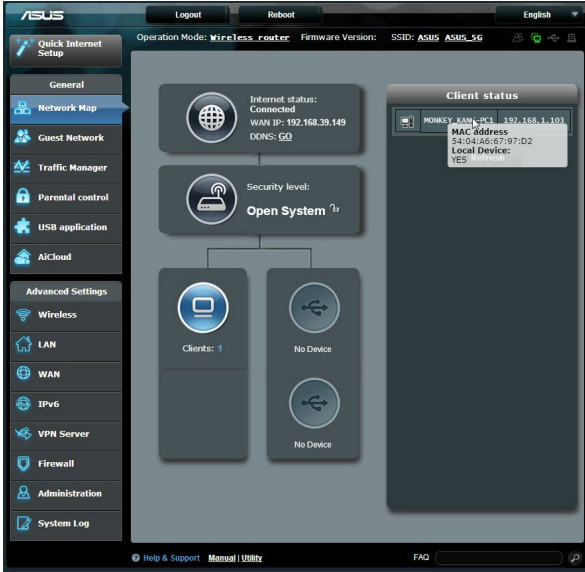 ASUS
Logout
Reboot
English
Quick Internet
Setup
Operation Mode: Wireless router Firmware Version: SSID: ASUS ASUS_5G
General
Network Map
Guest Network
Traffic Manager
Parental control
USB application
AiCloud
Advanced Settings
Wireless
LAN
WAN
IPv6
VPN Server
Firewall
Administration
System Log
Internet status:
Connected
WAN IP: 192.168.39.149
DDNS: GO
Security level:
Open System
Clients: 1
No Device
No Device
Client status
192.168.1.103
MAC address
54:04:A6:67:97:D2
Local Device:
YES
Refresh
Help & Support Manual | Utility
FAQ